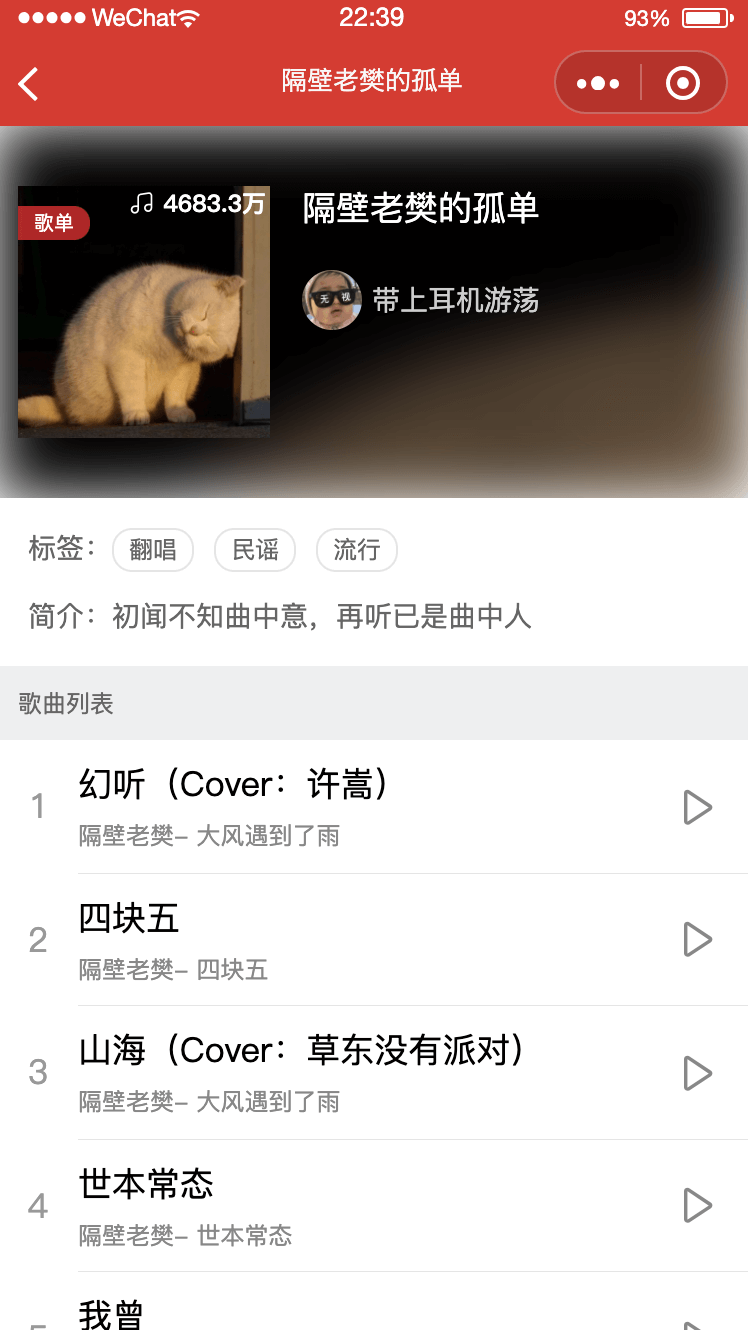 WeChat 22:39 93%
隔壁老樊的孤单
4683.3万
歌单
隔壁老樊的孤单
无视
带上耳机游荡
标签： 翻唱 民谣 流行
简介：初闻不知曲中意，再听已是曲中人
歌曲列表
1 幻听（Cover：许嵩）
隔壁老樊- 大风遇到了雨
2 四块五
隔壁老樊- 四块五
3 山海（Cover：草东没有派对）
隔壁老樊- 大风遇到了雨
4 世本常态
隔壁老樊- 世本常态
5 我曾